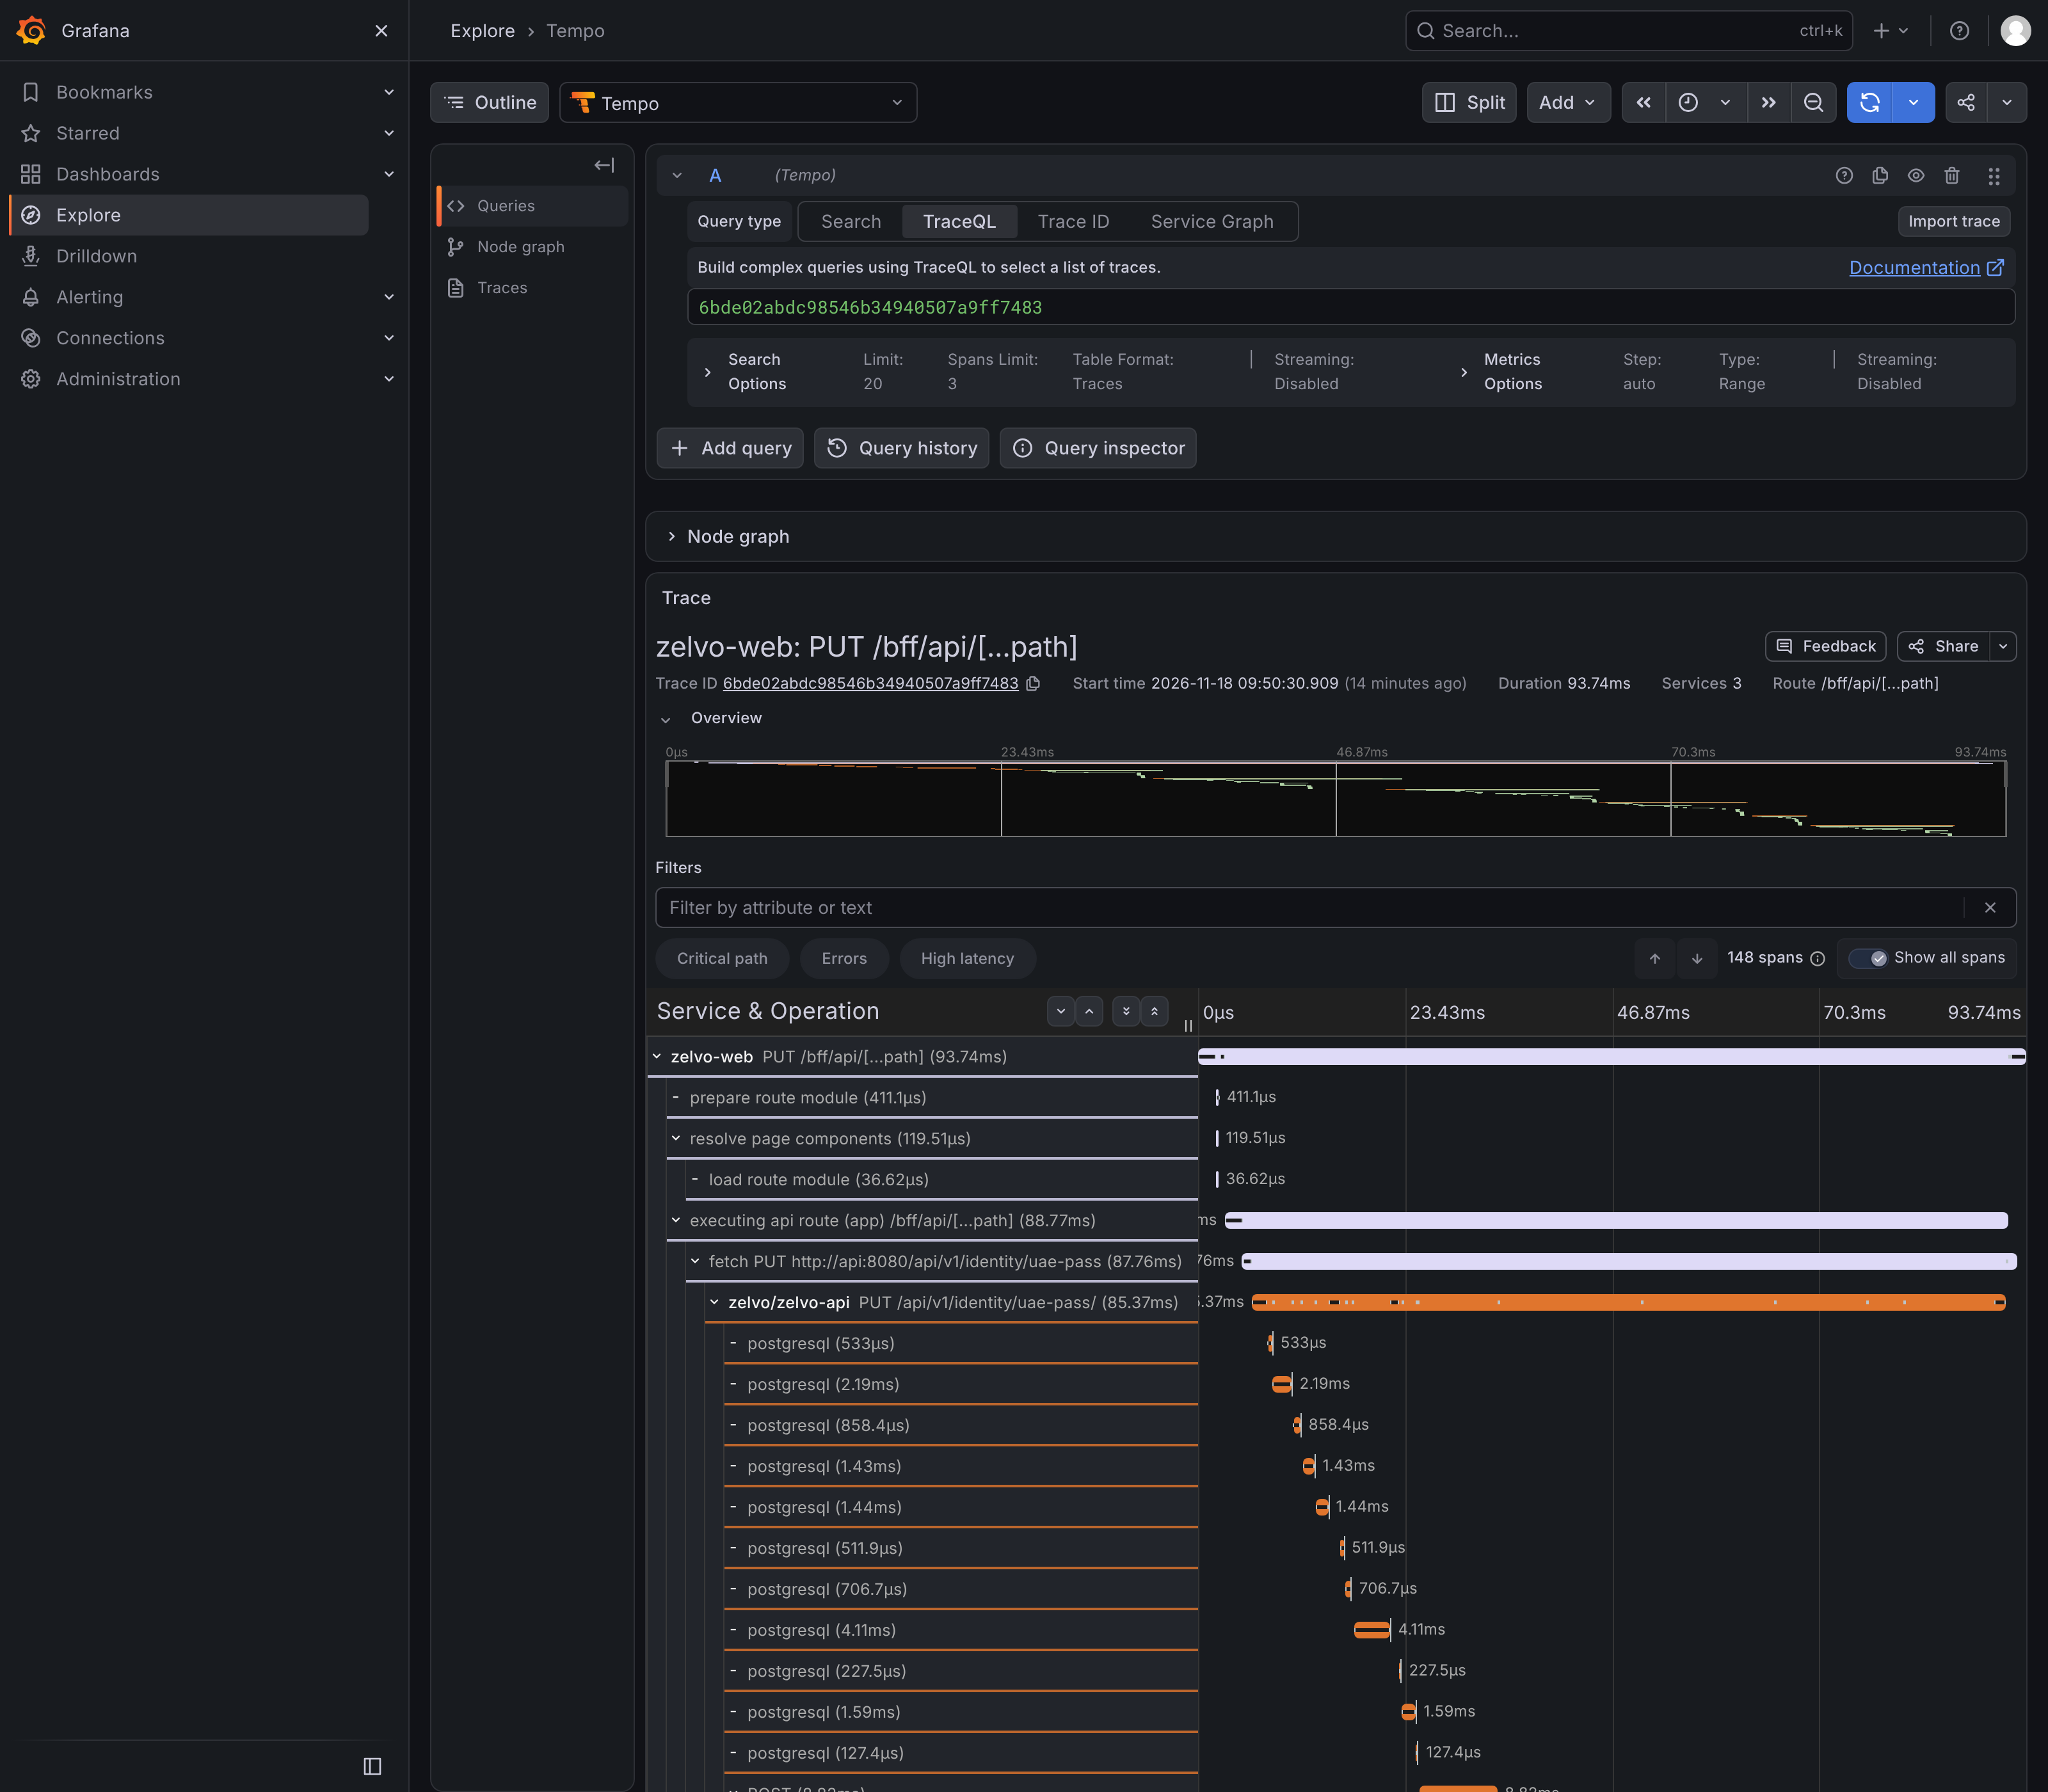 Grafana
Bookmarks
Starred
Dashboards
Explore
Drilldown
Alerting
Connections
Administration
Explore › Tempo
Search...
ctrl+k
Outline
Tempo
Split
Add
Queries
Node graph
Traces
A
(Tempo)
Query type
Search
TraceQL
Trace ID
Service Graph
Import trace
Build complex queries using TraceQL to select a list of traces.
Documentation
6bde02abdc98546b34940507a9ff7483
Search Options
Limit: 20
Spans Limit: 3
Table Format: Traces
Streaming: Disabled
Metrics Options
Step: auto
Type: Range
Streaming: Disabled
Add query
Query history
Query inspector
Node graph
Trace
zelvo-web: PUT /bff/api/[...path]
Feedback
Share
Trace ID 6bde02abdc98546b34940507a9ff7483
Start time 2026-11-18 09:50:30.909 (14 minutes ago)
Duration 93.74ms
Services 3
Route /bff/api/[...path]
Overview
0μs 23.43ms 46.87ms 70.3ms 93.74ms
Filters
Filter by attribute or text
Critical path
Errors
High latency
148 spans
Show all spans
Service & Operation
0μs 23.43ms 46.87ms 70.3ms 93.74ms
zelvo-web PUT /bff/api/[...path] (93.74ms)
prepare route module (411.1μs) 411.1μs
resolve page components (119.51μs) 119.51μs
load route module (36.62μs) 36.62μs
executing api route (app) /bff/api/[...path] (88.77ms) ms
fetch PUT http://api:8080/api/v1/identity/uae-pass (87.76ms) 76ms
zelvo/zelvo-api PUT /api/v1/identity/uae-pass/ (85.37ms) .37ms
postgresql (533μs) 533μs
postgresql (2.19ms) 2.19ms
postgresql (858.4μs) 858.4μs
postgresql (1.43ms) 1.43ms
postgresql (1.44ms) 1.44ms
postgresql (511.9μs) 511.9μs
postgresql (706.7μs) 706.7μs
postgresql (4.11ms) 4.11ms
postgresql (227.5μs) 227.5μs
postgresql (1.59ms) 1.59ms
postgresql (127.4μs) 127.4μs